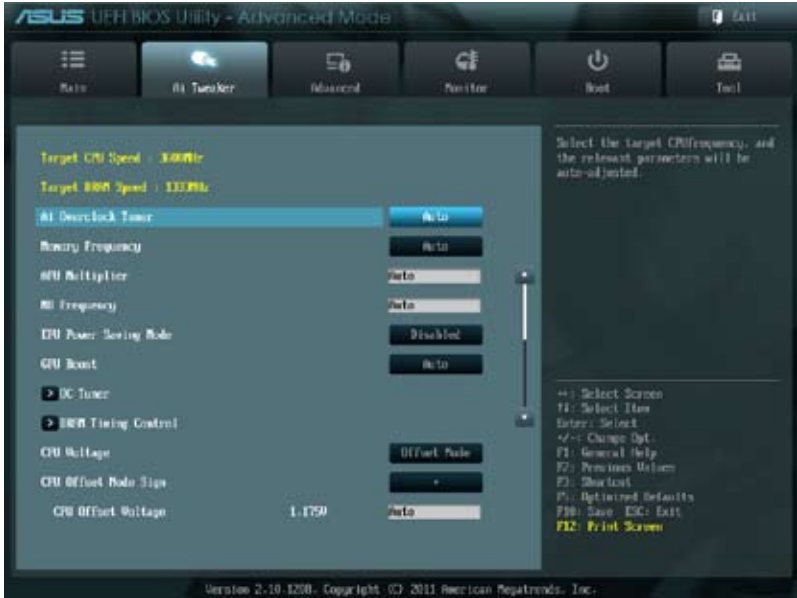 ASUS UEFI BIOS Utility - Advanced Mode
Exit
Main
Ai Tweaker
Advanced
Monitor
Boot
Tool
Target CPU Speed : 3600MHz
Target DRAM Speed : 1333MHz
Ai Overclock Tuner Auto
Memory Frequency Auto
APU Multiplier Auto
NB Frequency Auto
EPU Power Saving Mode Disabled
GPU Boost Auto
> OC Tuner
> DRAM Timing Control
CPU Voltage Offset Mode
CPU Offset Mode Sign
CPU Offset Voltage 1.175V Auto
Select the target CPUfrequency, and
the relevant parameters will be
auto-adjusted.
Select Screen
Select Item
Enter: Select
+/-: Change Opt.
F1: General Help
F2: Previous Values
F3: Shortcut
F5: Optimized Defaults
F10: Save ESC: Exit
F12: Print Screen
Version 2.10.1208. Copyright (C) 2011 American Megatrends, Inc.